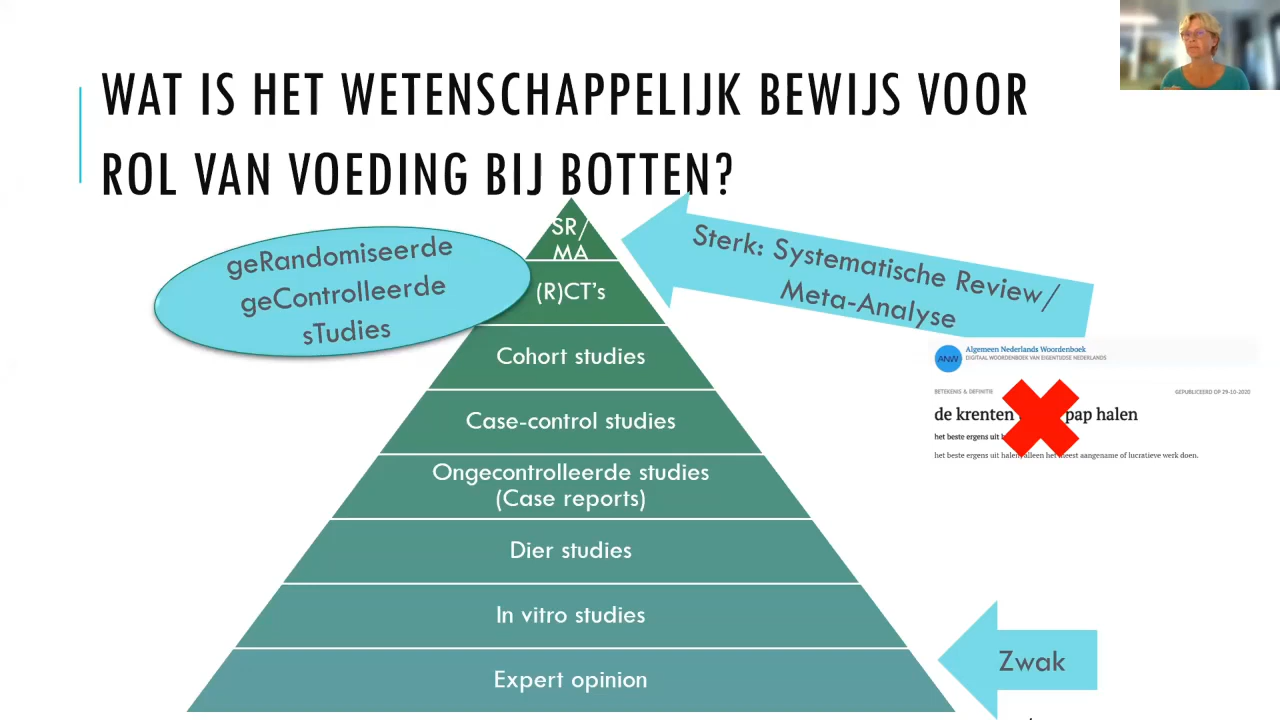 WAT IS HET WETENSCHAPPELIJK BEWIJS VOOR
ROL VAN VOEDING BIJ BOTTEN?
geRandomiseerde
geControlleerde
sTudies
SR/
MA
(R)CT's
Cohort studies
Case-control studies
Ongecontrolleerde studies
(Case reports)
Dier studies
In vitro studies
Expert opinion
Sterk: Systematische Review/
Meta-Analyse
ANW
Algemeen Nederlands Woordenboek
DIGITAAL WOORDENBOEK VAN EIGENTIJDSE NEDERLANDS
BETEKENIS & DEFINITIE
GEPUBLICEERD OP 29-10-2020
de krenten pap halen
het beste ergens uit
het beste ergens uit halen, alleen het meest aangename of lucratieve werk doen.
Zwak